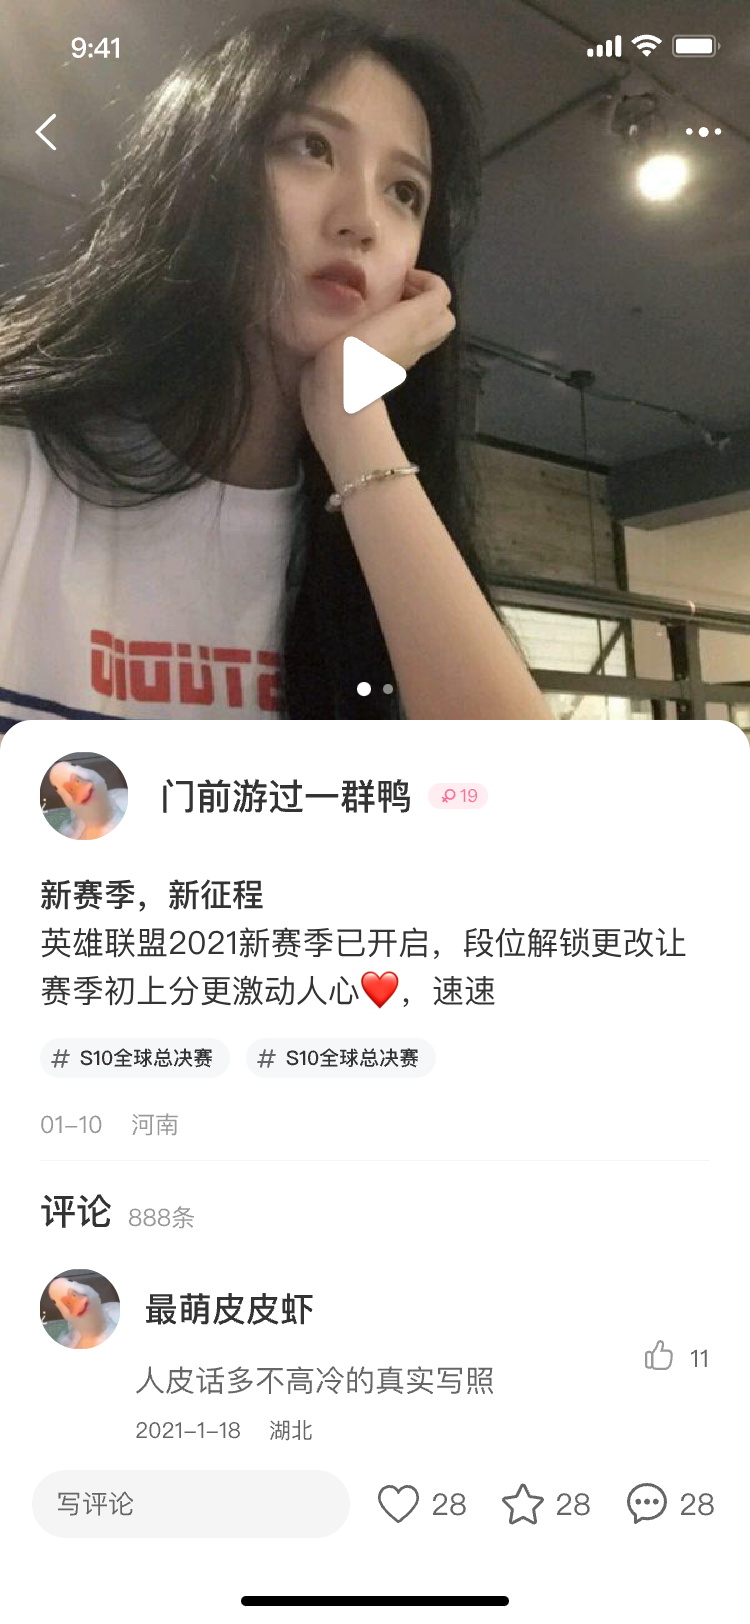 9:41
门前游过一群鸭
19
新赛季，新征程
英雄联盟2021新赛季已开启，段位解锁更改让
赛季初上分更激动人心❤️，速速
# S10全球总决赛 # S10全球总决赛
01-10 河南
评论 888条
最萌皮皮虾
人皮话多不高冷的真实写照
11
2021-1-18 湖北
写评论 28 28 28